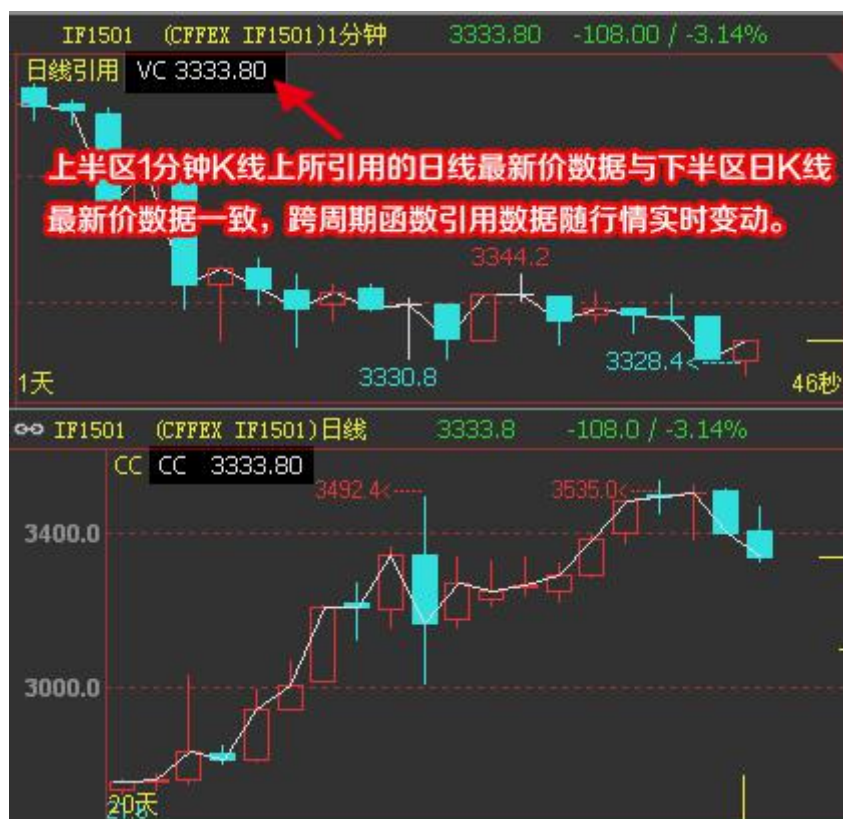 IF1501 (CFFEX IF1501)1分钟 3333.80 -108.00 / -3.14%
日线引用 VC 3333.80
上半区1分钟K线上所引用的日线最新价数据与下半区日K线
最新价数据一致，跨周期函数引用数据随行情实时变动。
3344.2
3328.4
1天 3330.8 46秒
IF1501 (CFFEX IF1501)日线 3333.8 -108.0 / -3.14%
CC CC 3333.80
3492.4 3535.0
3400.0
3000.0
20天